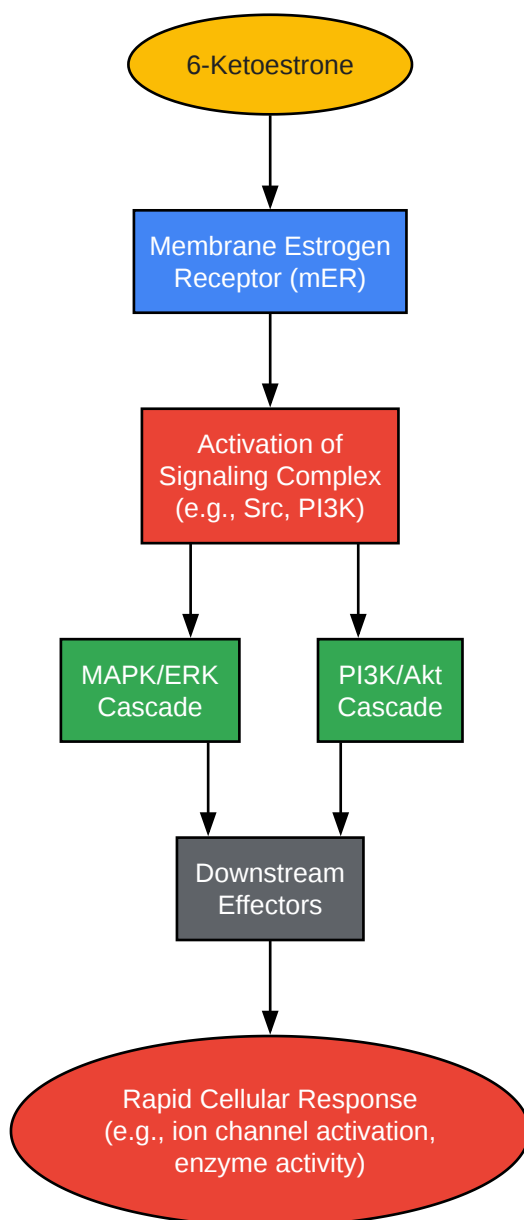 6-Ketoestrone
Membrane Estrogen
Receptor (mER)
Activation of
Signaling Complex
(e.g., Src, PI3K)
MAPK/ERK
Cascade
PI3K/Akt
Cascade
Downstream
Effectors
Rapid Cellular Response
(e.g., ion channel activation,
enzyme activity)